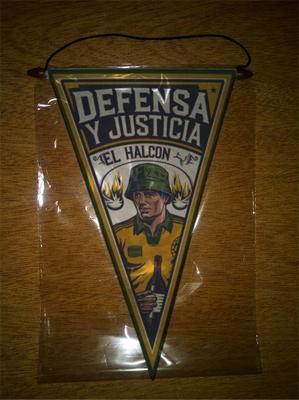 DEFENSA
Y JUSTICIA
EL HALCON